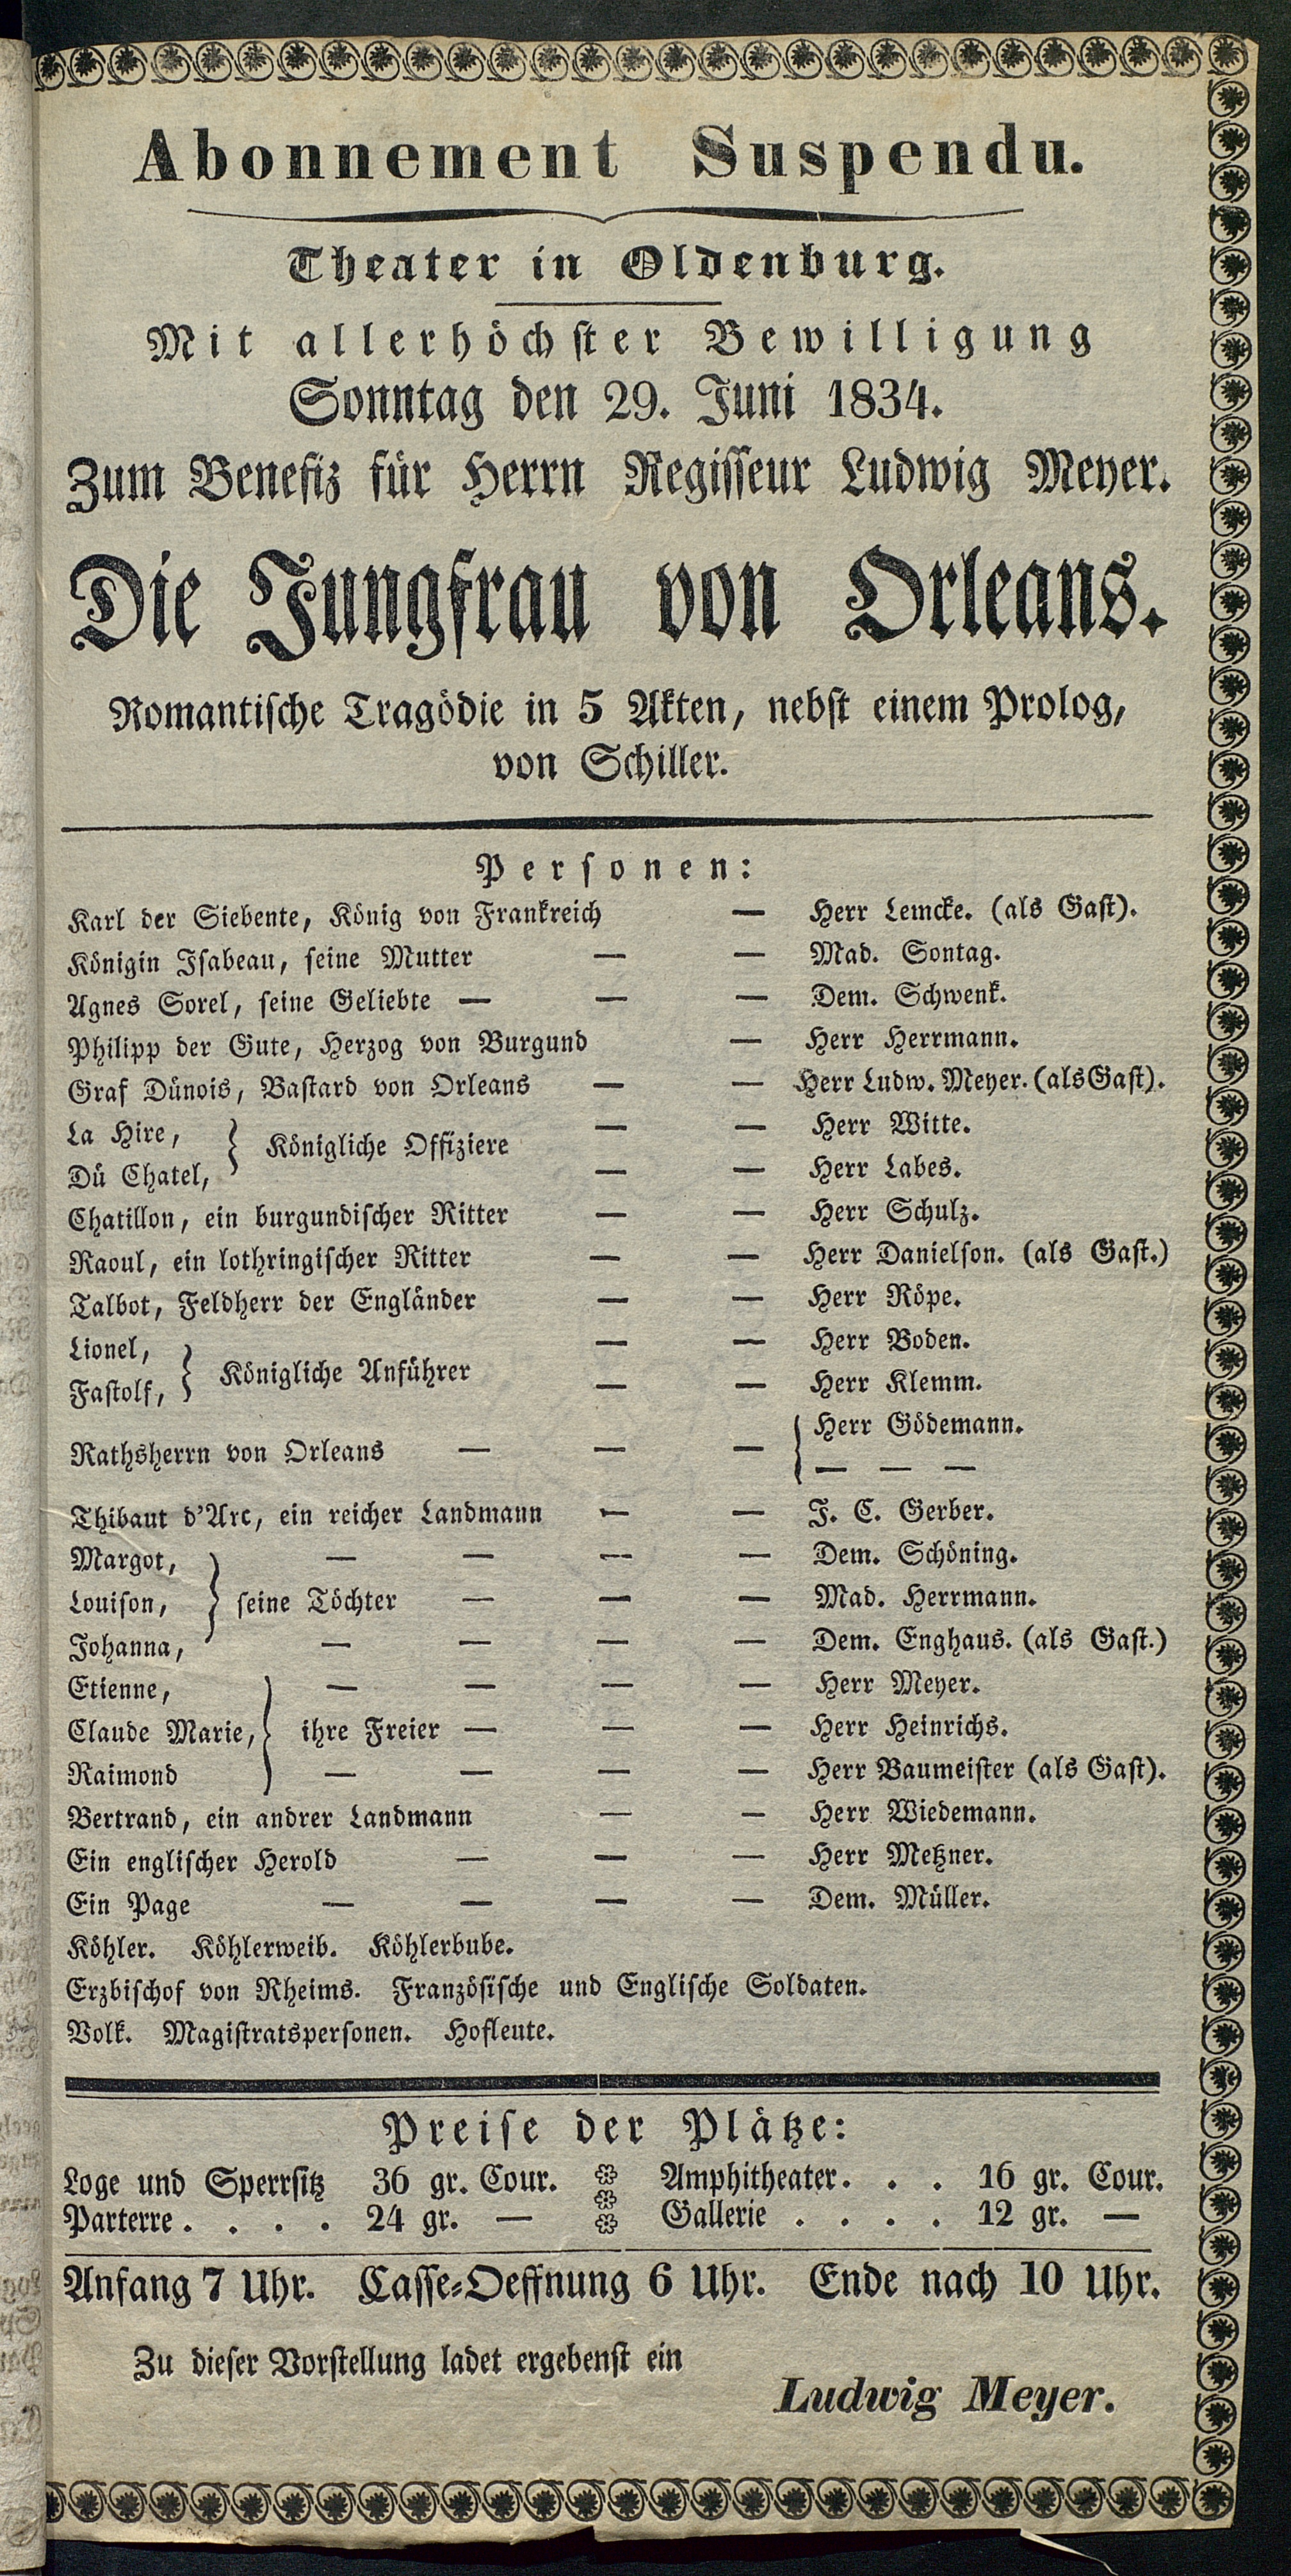 Abonnement Suspendu.
Theater in Oldenburg.
Mit allerhöchster Bewilligung
Sonntag den 29. Juni 1834.
Zum Benefiz für Herrn Regisseur Ludwig Meyer.
Die Jungfrau von Orleans.
Romantische Tragödie in 5 Akten, nebst einem Prolog,
von Schiller.
Personen:
Karl der Siebente, König von Frankreich — Herr Lemcke. (als Gast).
Königin Isabeau, seine Mutter — — Mad. Sontag.
Agnes Sorel, seine Geliebte — — — Dem. Schwenk.
Philipp der Gute, Herzog von Burgund — Herr Herrmann.
Graf Dünois, Bastard von Orleans — — Herr Ludw. Meyer. (als Gast).
La Hire, } Königliche Offiziere — — Herr Witte.
Dü Chatel, — — Herr Labes.
Chatillon, ein burgundischer Ritter — — Herr Schulz.
Raoul, ein lothringischer Ritter — — Herr Danielson. (als Gast.)
Talbot, Feldherr der Engländer — — Herr Röpe.
Lionel, } Königliche Anführer — — Herr Boden.
Fastolf, — — Herr Klemm.
Rathsherrn von Orleans — — — { Herr Gödemann.
— — —
Thibaut d'Arc, ein reicher Landmann — — J. C. Gerber.
Margot, — — — — Dem. Schöning.
Louison, } seine Töchter — — — Mad. Herrmann.
Johanna, — — — — Dem. Enghaus. (als Gast.)
Etienne, — — — — Herr Meyer.
Claude Marie, } ihre Freier — — — Herr Heinrichs.
Raimond — — — — Herr Baumeister (als Gast).
Bertrand, ein andrer Landmann — — Herr Wiedemann.
Ein englischer Herold — — — Herr Metzner.
Ein Page — — — — Dem. Müller.
Köhler. Köhlerweib. Köhlerbube.
Erzbischof von Rheims. Französische und Englische Soldaten.
Volk. Magistratspersonen. Hofleute.
Preise der Plätze:
Loge und Sperrsitz 36 gr. Cour. Amphitheater. . . 16 gr. Cour.
Parterre . . . . 24 gr. — Gallerie . . . . 12 gr. —
Anfang 7 Uhr. Casse-Oeffnung 6 Uhr. Ende nach 10 Uhr.
Zu dieser Vorstellung ladet ergebenst ein
Ludwig Meyer.